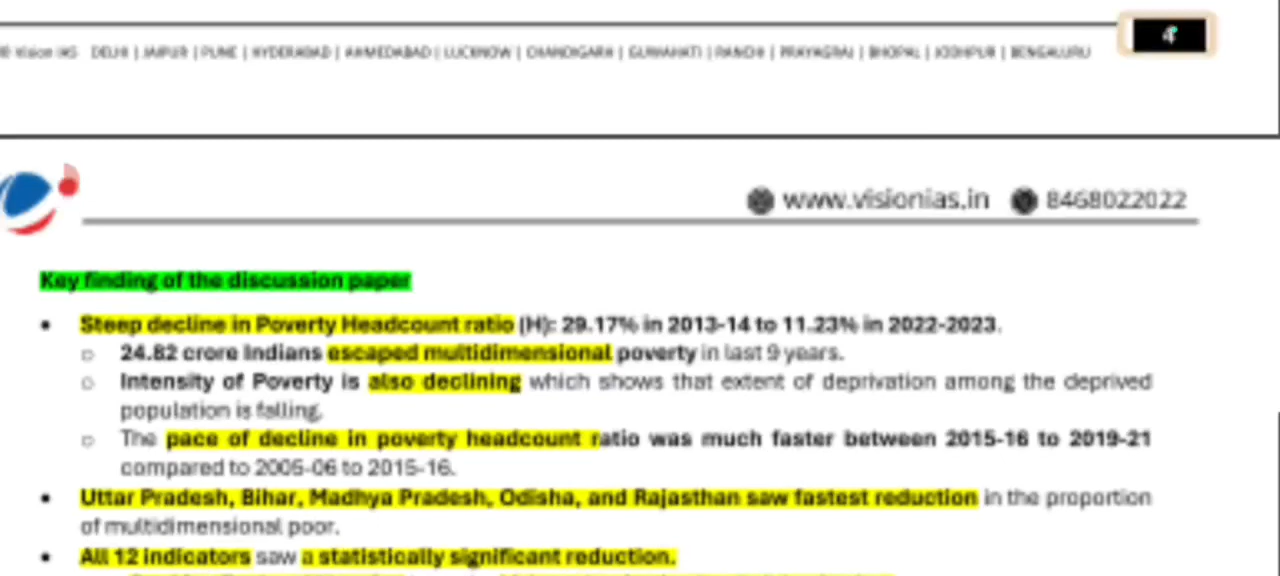 4
© Vision IAS DELHI | JAIPUR | PUNE | HYDERABAD | AHMEDABAD | LUCKNOW | CHANDIGARH | GUWAHATI | RANCHI | PRAYAGRAJ | BHOPAL | JODHPUR | BENGALURU
www.visionias.in 8468022022
Key finding of the discussion paper
• Steep decline in Poverty Headcount ratio (H): 29.17% in 2013-14 to 11.23% in 2022-2023.
○ 24.82 crore Indians escaped multidimensional poverty in last 9 years.
○ Intensity of Poverty is also declining which shows that extent of deprivation among the deprived
population is falling.
○ The pace of decline in poverty headcount ratio was much faster between 2015-16 to 2019-21
compared to 2005-06 to 2015-16.
• Uttar Pradesh, Bihar, Madhya Pradesh, Odisha, and Rajasthan saw fastest reduction in the proportion
of multidimensional poor.
• All 12 indicators saw a statistically significant reduction.